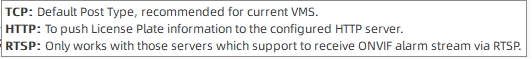 TCP: Default Post Type, recommended for current VMS.
HTTP: To push License Plate information to the configured HTTP server.
RTSP: Only works with those servers which support to receive ONVIF alarm stream via RTSP.